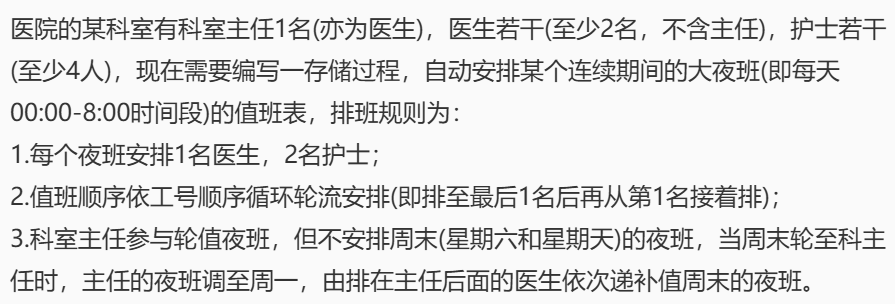 医院的某科室有科室主任1名(亦为医生)，医生若干(至少2名，不含主任)，护士若干
(至少4人)，现在需要编写一存储过程，自动安排某个连续期间的大夜班(即每天
00:00-8:00时间段)的值班表，排班规则为：
1.每个夜班安排1名医生，2名护士；
2.值班顺序依工号顺序循环轮流安排(即排至最后1名后再从第1名接着排)；
3.科室主任参与轮值夜班，但不安排周末(星期六和星期天)的夜班，当周末轮至科主
任时，主任的夜班调至周一，由排在主任后面的医生依次递补值周末的夜班。